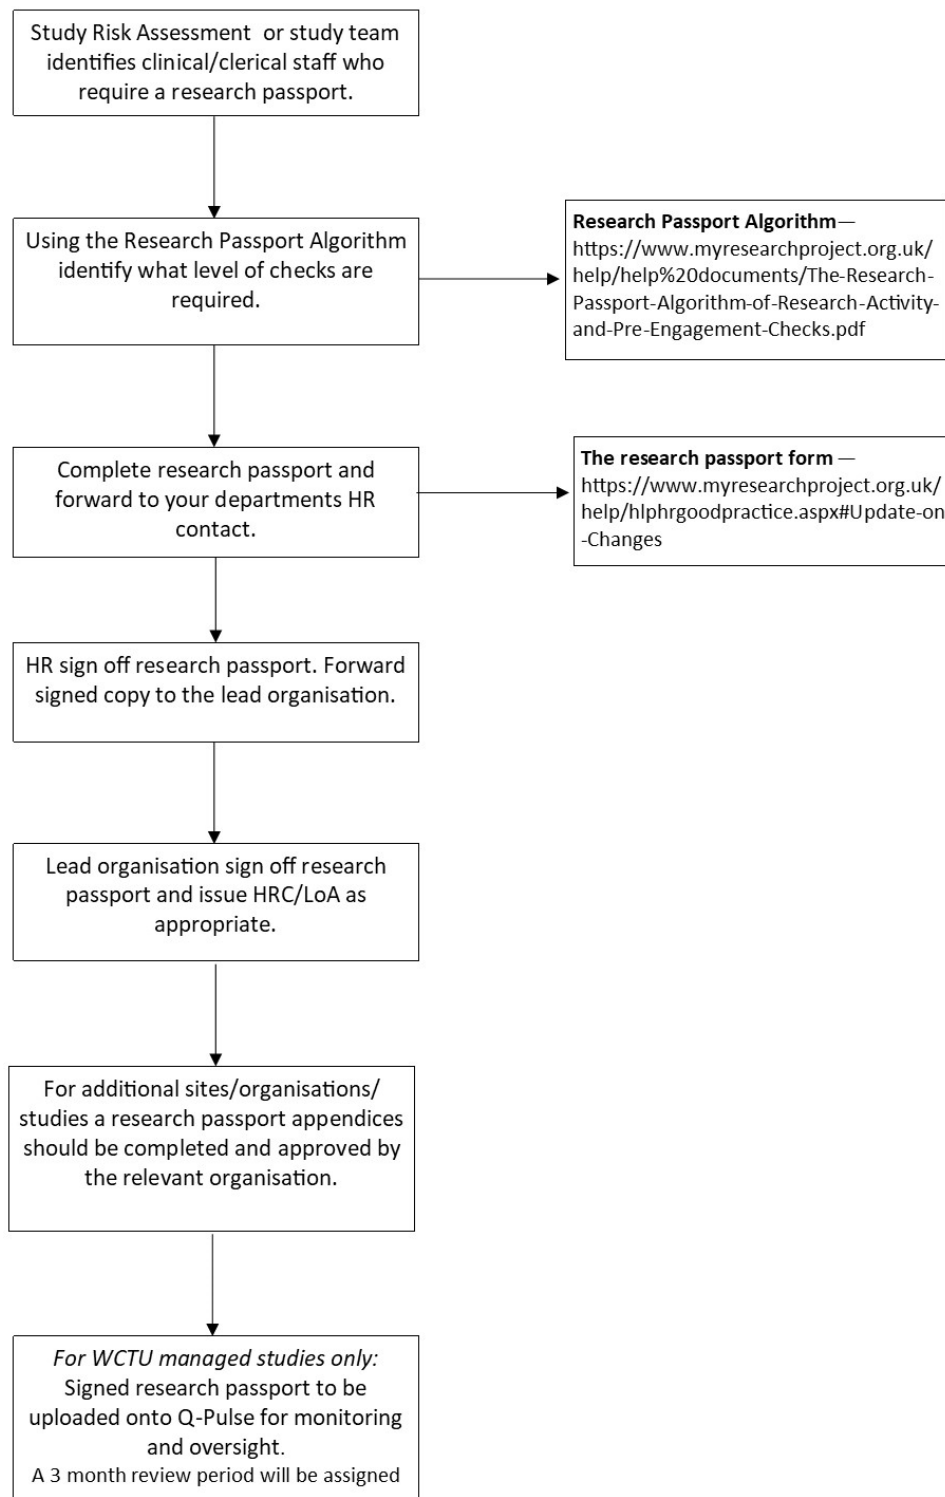 Study Risk Assessment or study team
identifies clinical/clerical staff who
require a research passport.
Using the Research Passport Algorithm
identify what level of checks are
required.
Research Passport Algorithm—
https://www.myresearchproject.org.uk/
help/help%20documents/The-Research-
Passport-Algorithm-of-Research-Activity-
and-Pre-Engagement-Checks.pdf
Complete research passport and
forward to your departments HR
contact.
The research passport form —
https://www.myresearchproject.org.uk/
help/hlphrgoodpractice.aspx#Update-on
-Changes
HR sign off research passport. Forward
signed copy to the lead organisation.
Lead organisation sign off research
passport and issue HRC/LoA as
appropriate.
For additional sites/organisations/
studies a research passport appendices
should be completed and approved by
the relevant organisation.
For WCTU managed studies only:
Signed research passport to be
uploaded onto Q-Pulse for monitoring
and oversight.
A 3 month review period will be assigned